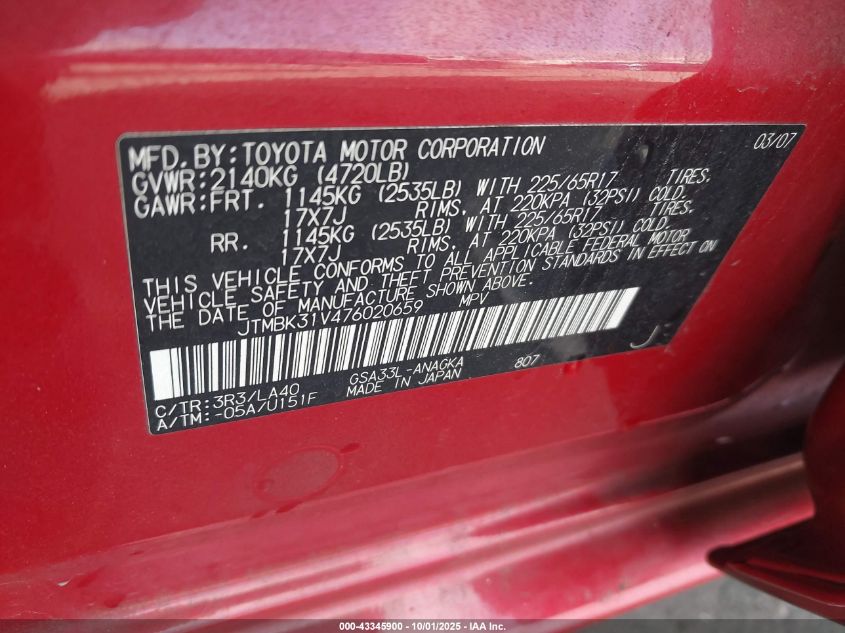 MFD. BY: TOYOTA MOTOR CORPORATION 03/07
GVWR: 2140KG (4720LB)
GAWR: FRT. 1145KG (2535LB) WITH 225/65R17 TIRES.
17X7J RIMS, AT 220KPA (32PSI) COLD.
RR. 1145KG (2535LB) WITH 225/65R17 TIRES.
17X7J RIMS, AT 220KPA (32PSI) COLD.
THIS VEHICLE CONFORMS TO ALL APPLICABLE FEDERAL MOTOR
VEHICLE SAFETY AND THEFT PREVENTION STANDARDS IN EFFECT ON
THE DATE OF MANUFACTURE SHOWN ABOVE.
JTMBK31V476020659 MPV
J
C/TR: 3R3/LA40 GSA33L-ANAGKA 807
A/TM: -05A/U151F MADE IN JAPAN
000-43345900 - 10/01/2025 - IAA Inc.